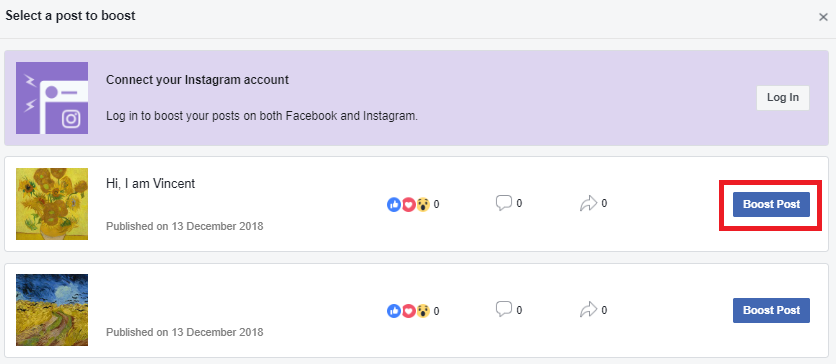 Select a post to boost
Connect your Instagram account
Log In
Log in to boost your posts on both Facebook and Instagram.
Hi, I am Vincent
0 0 0 Boost Post
Published on 13 December 2018
0 0 0 Boost Post
Published on 13 December 2018